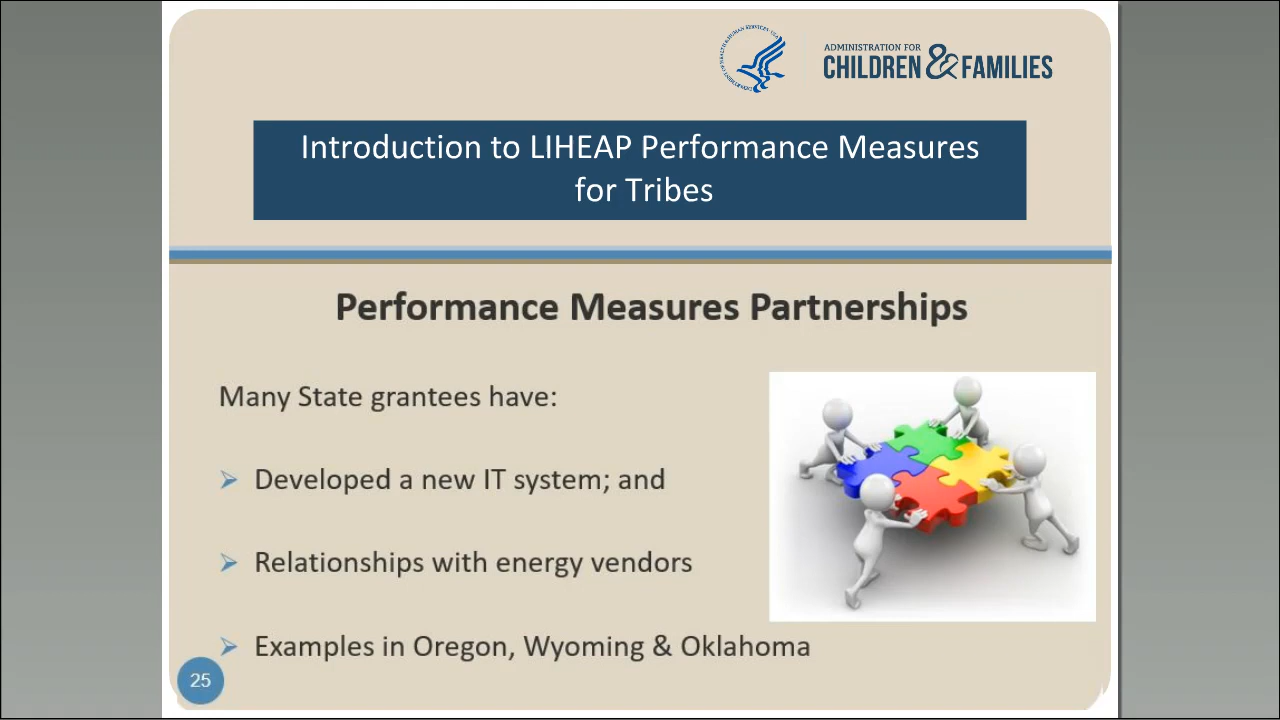 ADMINISTRATION FOR
CHILDREN & FAMILIES
Introduction to LIHEAP Performance Measures
for Tribes
Performance Measures Partnerships
Many State grantees have:
➢ Developed a new IT system; and
➢ Relationships with energy vendors
➢ Examples in Oregon, Wyoming & Oklahoma
25